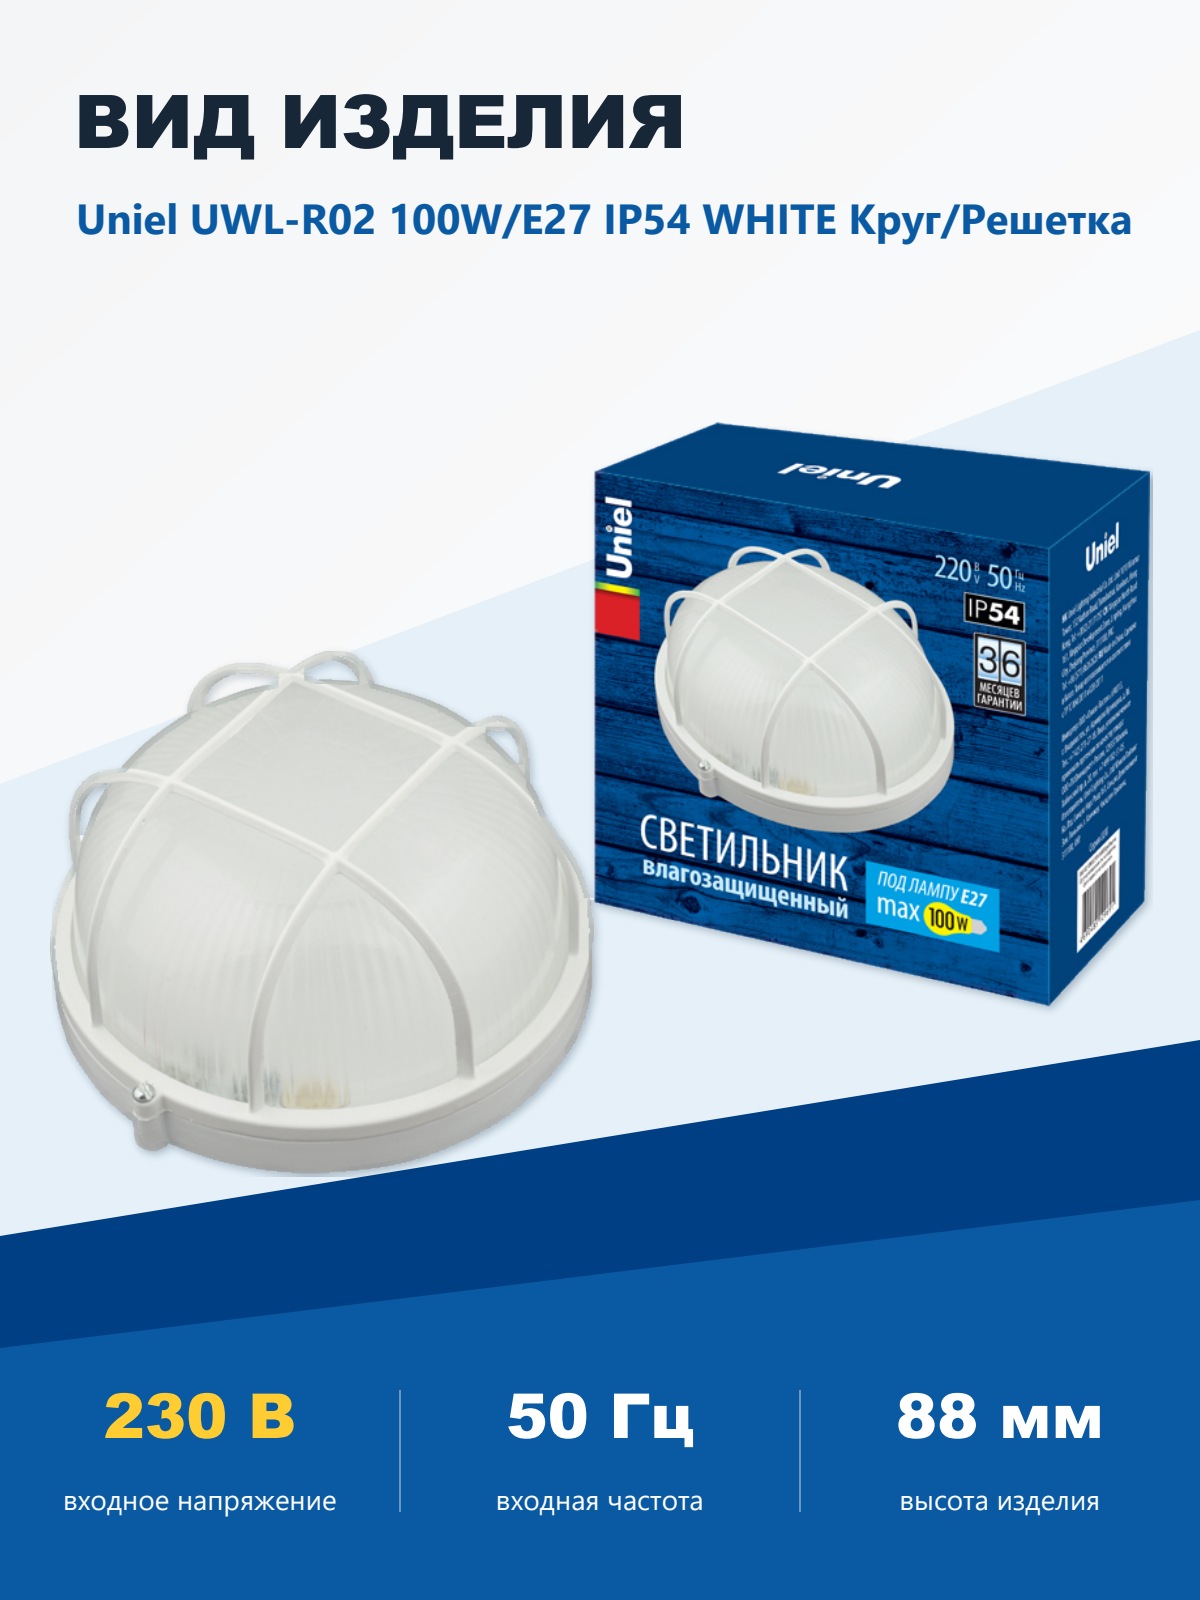 ВИД ИЗДЕЛИЯ
Uniel UWL-R02 100W/E27 IP54 WHITE Круг/Решетка
Uniel
Uniel
Uniel
220 В V 50 Гц Hz
IP54
36
МЕСЯЦЕВ
ГАРАНТИИ
СВЕТИЛЬНИК
влагозащищенный
ПОД ЛАМПУ E27
max 100W
230 В
входное напряжение
50 Гц
входная частота
88 мм
высота изделия